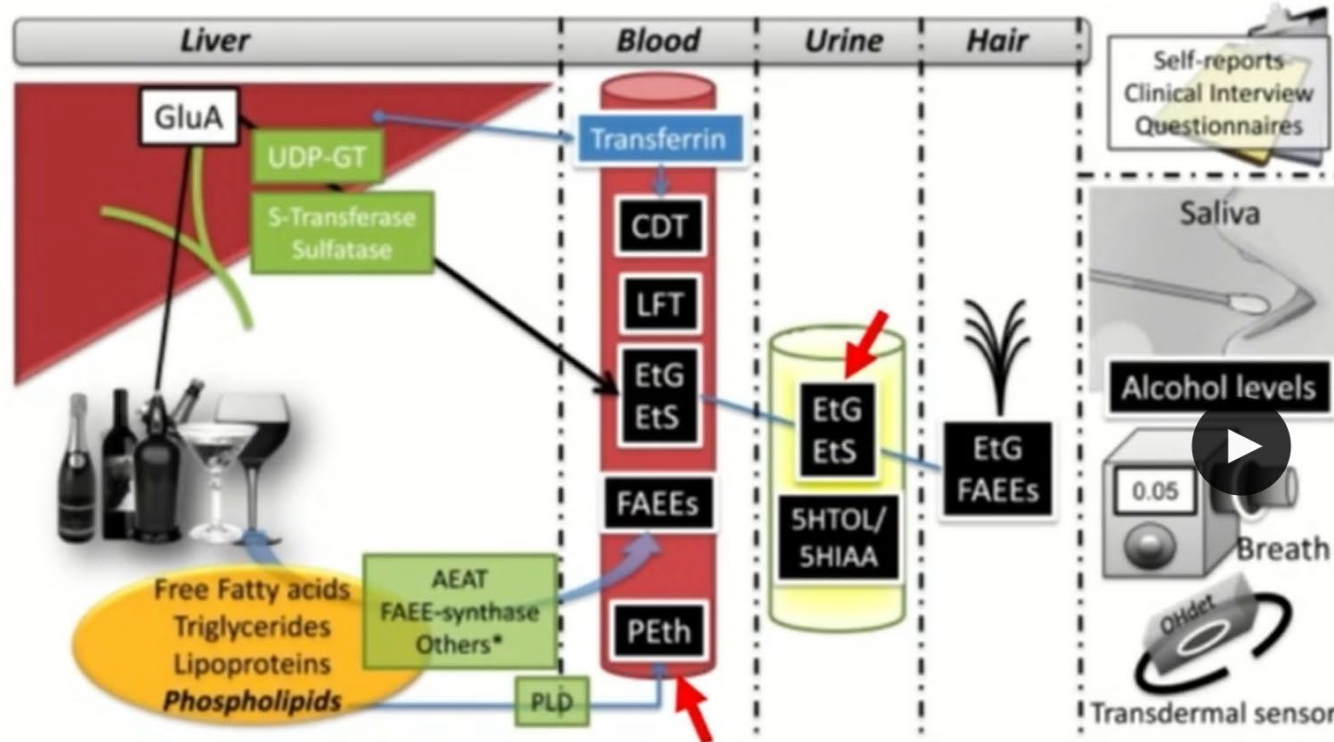 Liver
Blood
Urine
Hair
Self-reports
Clinical Interview
Questionnaires
GluA
UDP-GT
S-Transferase
Sulfatase
Transferrin
CDT
LFT
EtG
EtS
FAEEs
PEth
EtG
EtS
5HTOL/
5HIAA
EtG
FAEEs
Saliva
Alcohol levels
0.05
Breath
OHdet
Transdermal sensor
Free Fatty acids
Triglycerides
Lipoproteins
Phospholipids
AEAT
FAEE-synthase
Others*
PLD